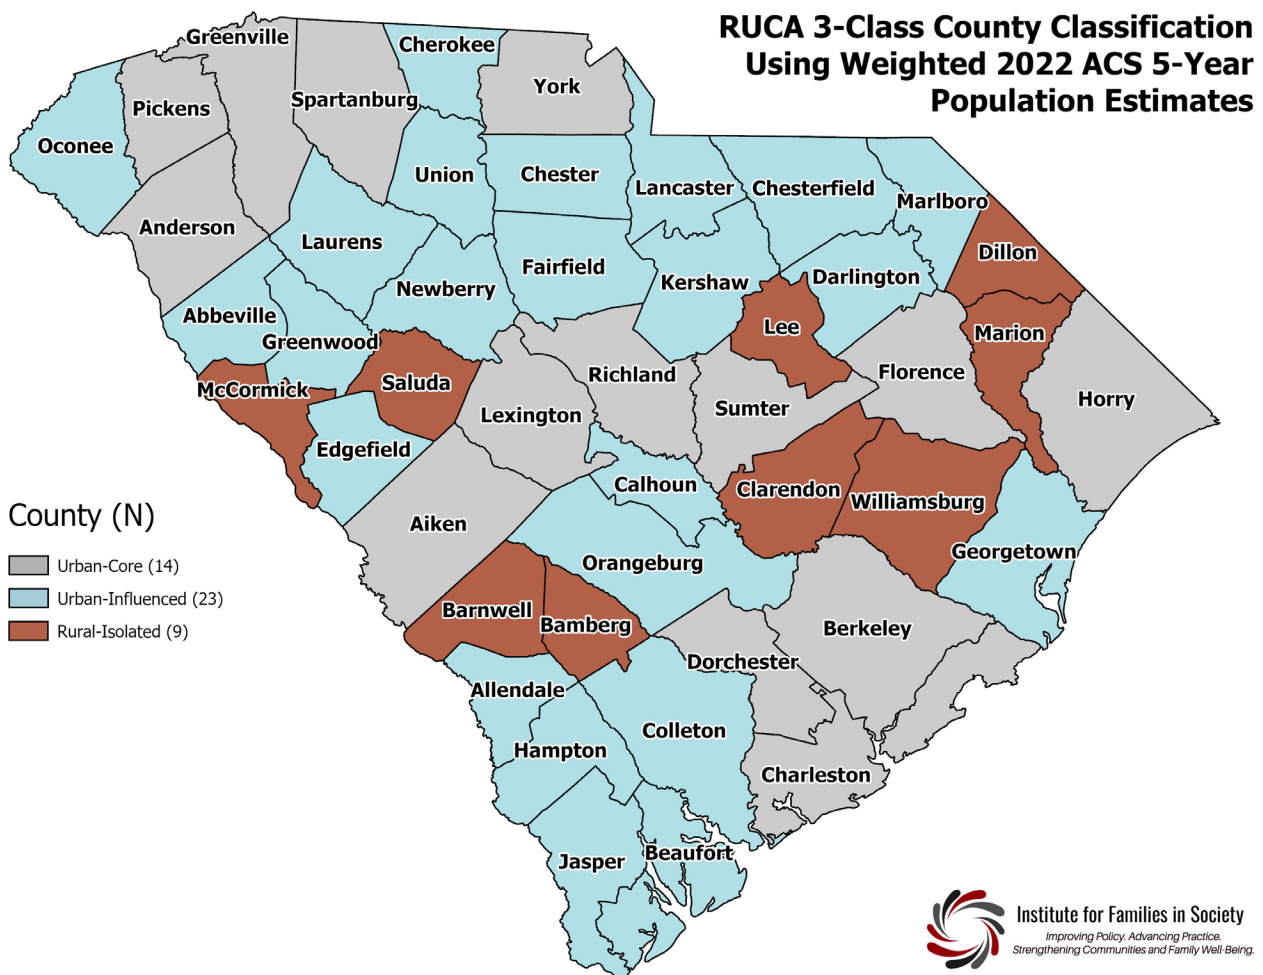 RUCA 3-Class County Classification
Using Weighted 2022 ACS 5-Year
Population Estimates
Greenville
Cherokee
York
Pickens
Spartanburg
Oconee
Union
Chester
Lancaster
Chesterfield
Marlboro
Anderson
Laurens
Dillon
Fairfield
Kershaw
Darlington
Newberry
Abbeville
Greenwood
Lee
Marion
McCormick
Saluda
Richland
Florence
Horry
Lexington
Sumter
Edgefield
Calhoun
Clarendon
Williamsburg
Aiken
Georgetown
Orangeburg
Barnwell
Bamberg
Berkeley
Dorchester
Allendale
Colleton
Hampton
Charleston
Jasper
Beaufort
County (N)
Urban-Core (14)
Urban-Influenced (23)
Rural-Isolated (9)
Institute for Families in Society
Improving Policy. Advancing Practice.
Strengthening Communities and Family Well-Being.